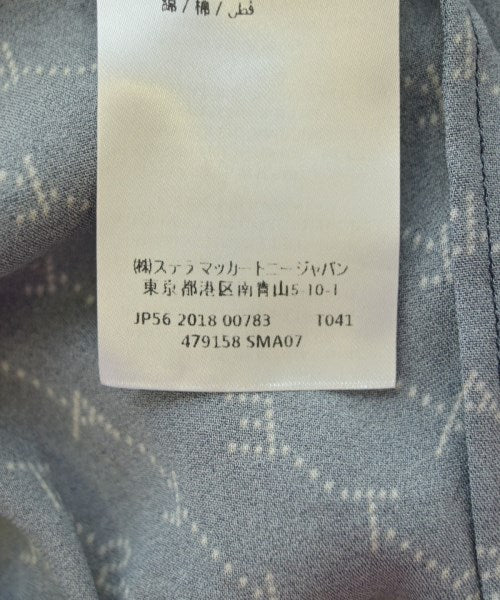 綿 / 棉 / قطن
㈱ステラ マッカートニー ジャパン
東京都港区南青山5-10-1
JP56 2018 00783 T041
479158 SMA07